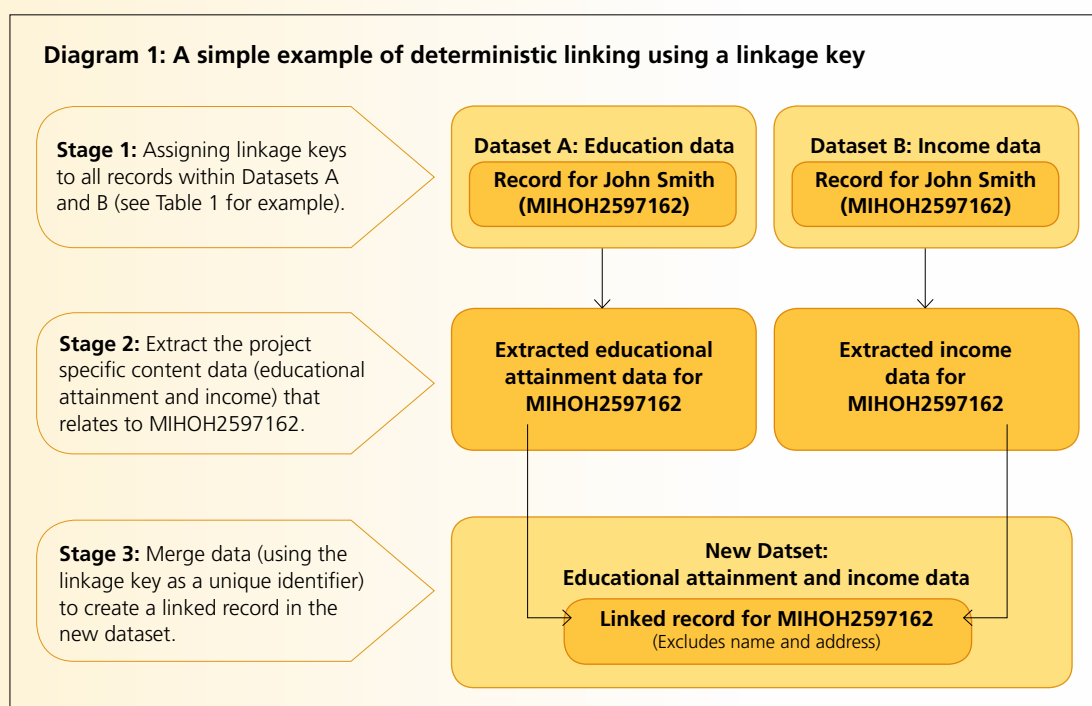 Diagram 1: A simple example of deterministic linking using a linkage key
Stage 1: Assigning linkage keys
to all records within Datasets A
and B (see Table 1 for example).
Dataset A: Education data
Record for John Smith
(MIHOH2597162)
Dataset B: Income data
Record for John Smith
(MIHOH2597162)
Stage 2: Extract the project
specific content data (educational
attainment and income) that
relates to MIHOH2597162.
Extracted educational
attainment data for
MIHOH2597162
Extracted income
data for
MIHOH2597162
Stage 3: Merge data (using the
linkage key as a unique identifier)
to create a linked record in the
new dataset.
New Datset:
Educational attainment and income data
Linked record for MIHOH2597162
(Excludes name and address)